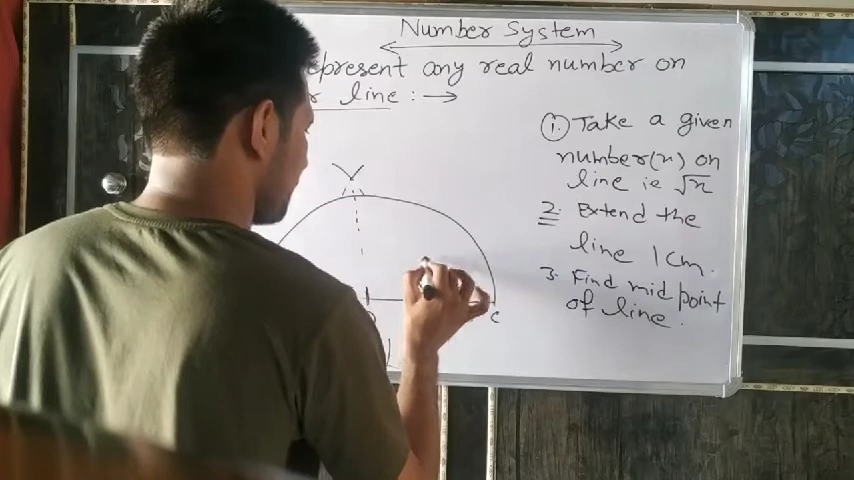 Number System
epresent any real number on
r line :→
① Take a given
number(n) on
line ie √n
2. Extend the
line 1cm.
3. Find mid point
of line.
C